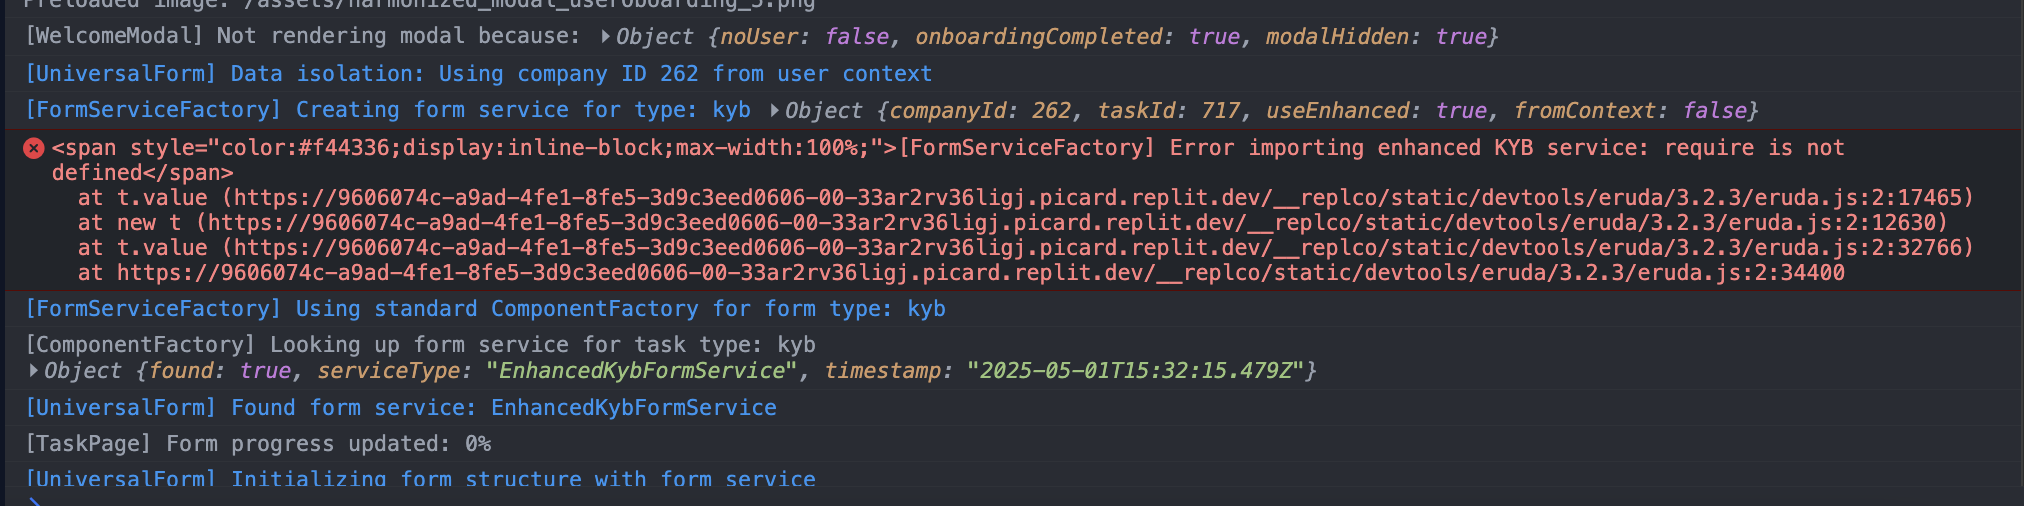 Preloaded image: /assets/harmonized_modal_useroboarding_3.png
[WelcomeModal] Not rendering modal because: ▶Object {noUser: false, onboardingCompleted: true, modalHidden: true}
[UniversalForm] Data isolation: Using company ID 262 from user context
[FormServiceFactory] Creating form service for type: kyb ▶Object {companyId: 262, taskId: 717, useEnhanced: true, fromContext: false}
<span style="color:#f44336;display:inline-block;max-width:100%;">[FormServiceFactory] Error importing enhanced KYB service: require is not
defined</span>
at t.value (https://9606074c-a9ad-4fe1-8fe5-3d9c3eed0606-00-33ar2rv36ligj.picard.replit.dev/__replco/static/devtools/eruda/3.2.3/eruda.js:2:17465)
at new t (https://9606074c-a9ad-4fe1-8fe5-3d9c3eed0606-00-33ar2rv36ligj.picard.replit.dev/__replco/static/devtools/eruda/3.2.3/eruda.js:2:12630)
at t.value (https://9606074c-a9ad-4fe1-8fe5-3d9c3eed0606-00-33ar2rv36ligj.picard.replit.dev/__replco/static/devtools/eruda/3.2.3/eruda.js:2:32766)
at https://9606074c-a9ad-4fe1-8fe5-3d9c3eed0606-00-33ar2rv36ligj.picard.replit.dev/__replco/static/devtools/eruda/3.2.3/eruda.js:2:34400
[FormServiceFactory] Using standard ComponentFactory for form type: kyb
[ComponentFactory] Looking up form service for task type: kyb
▶Object {found: true, serviceType: "EnhancedKybFormService", timestamp: "2025-05-01T15:32:15.479Z"}
[UniversalForm] Found form service: EnhancedKybFormService
[TaskPage] Form progress updated: 0%
[UniversalForm] Initializing form structure with form service